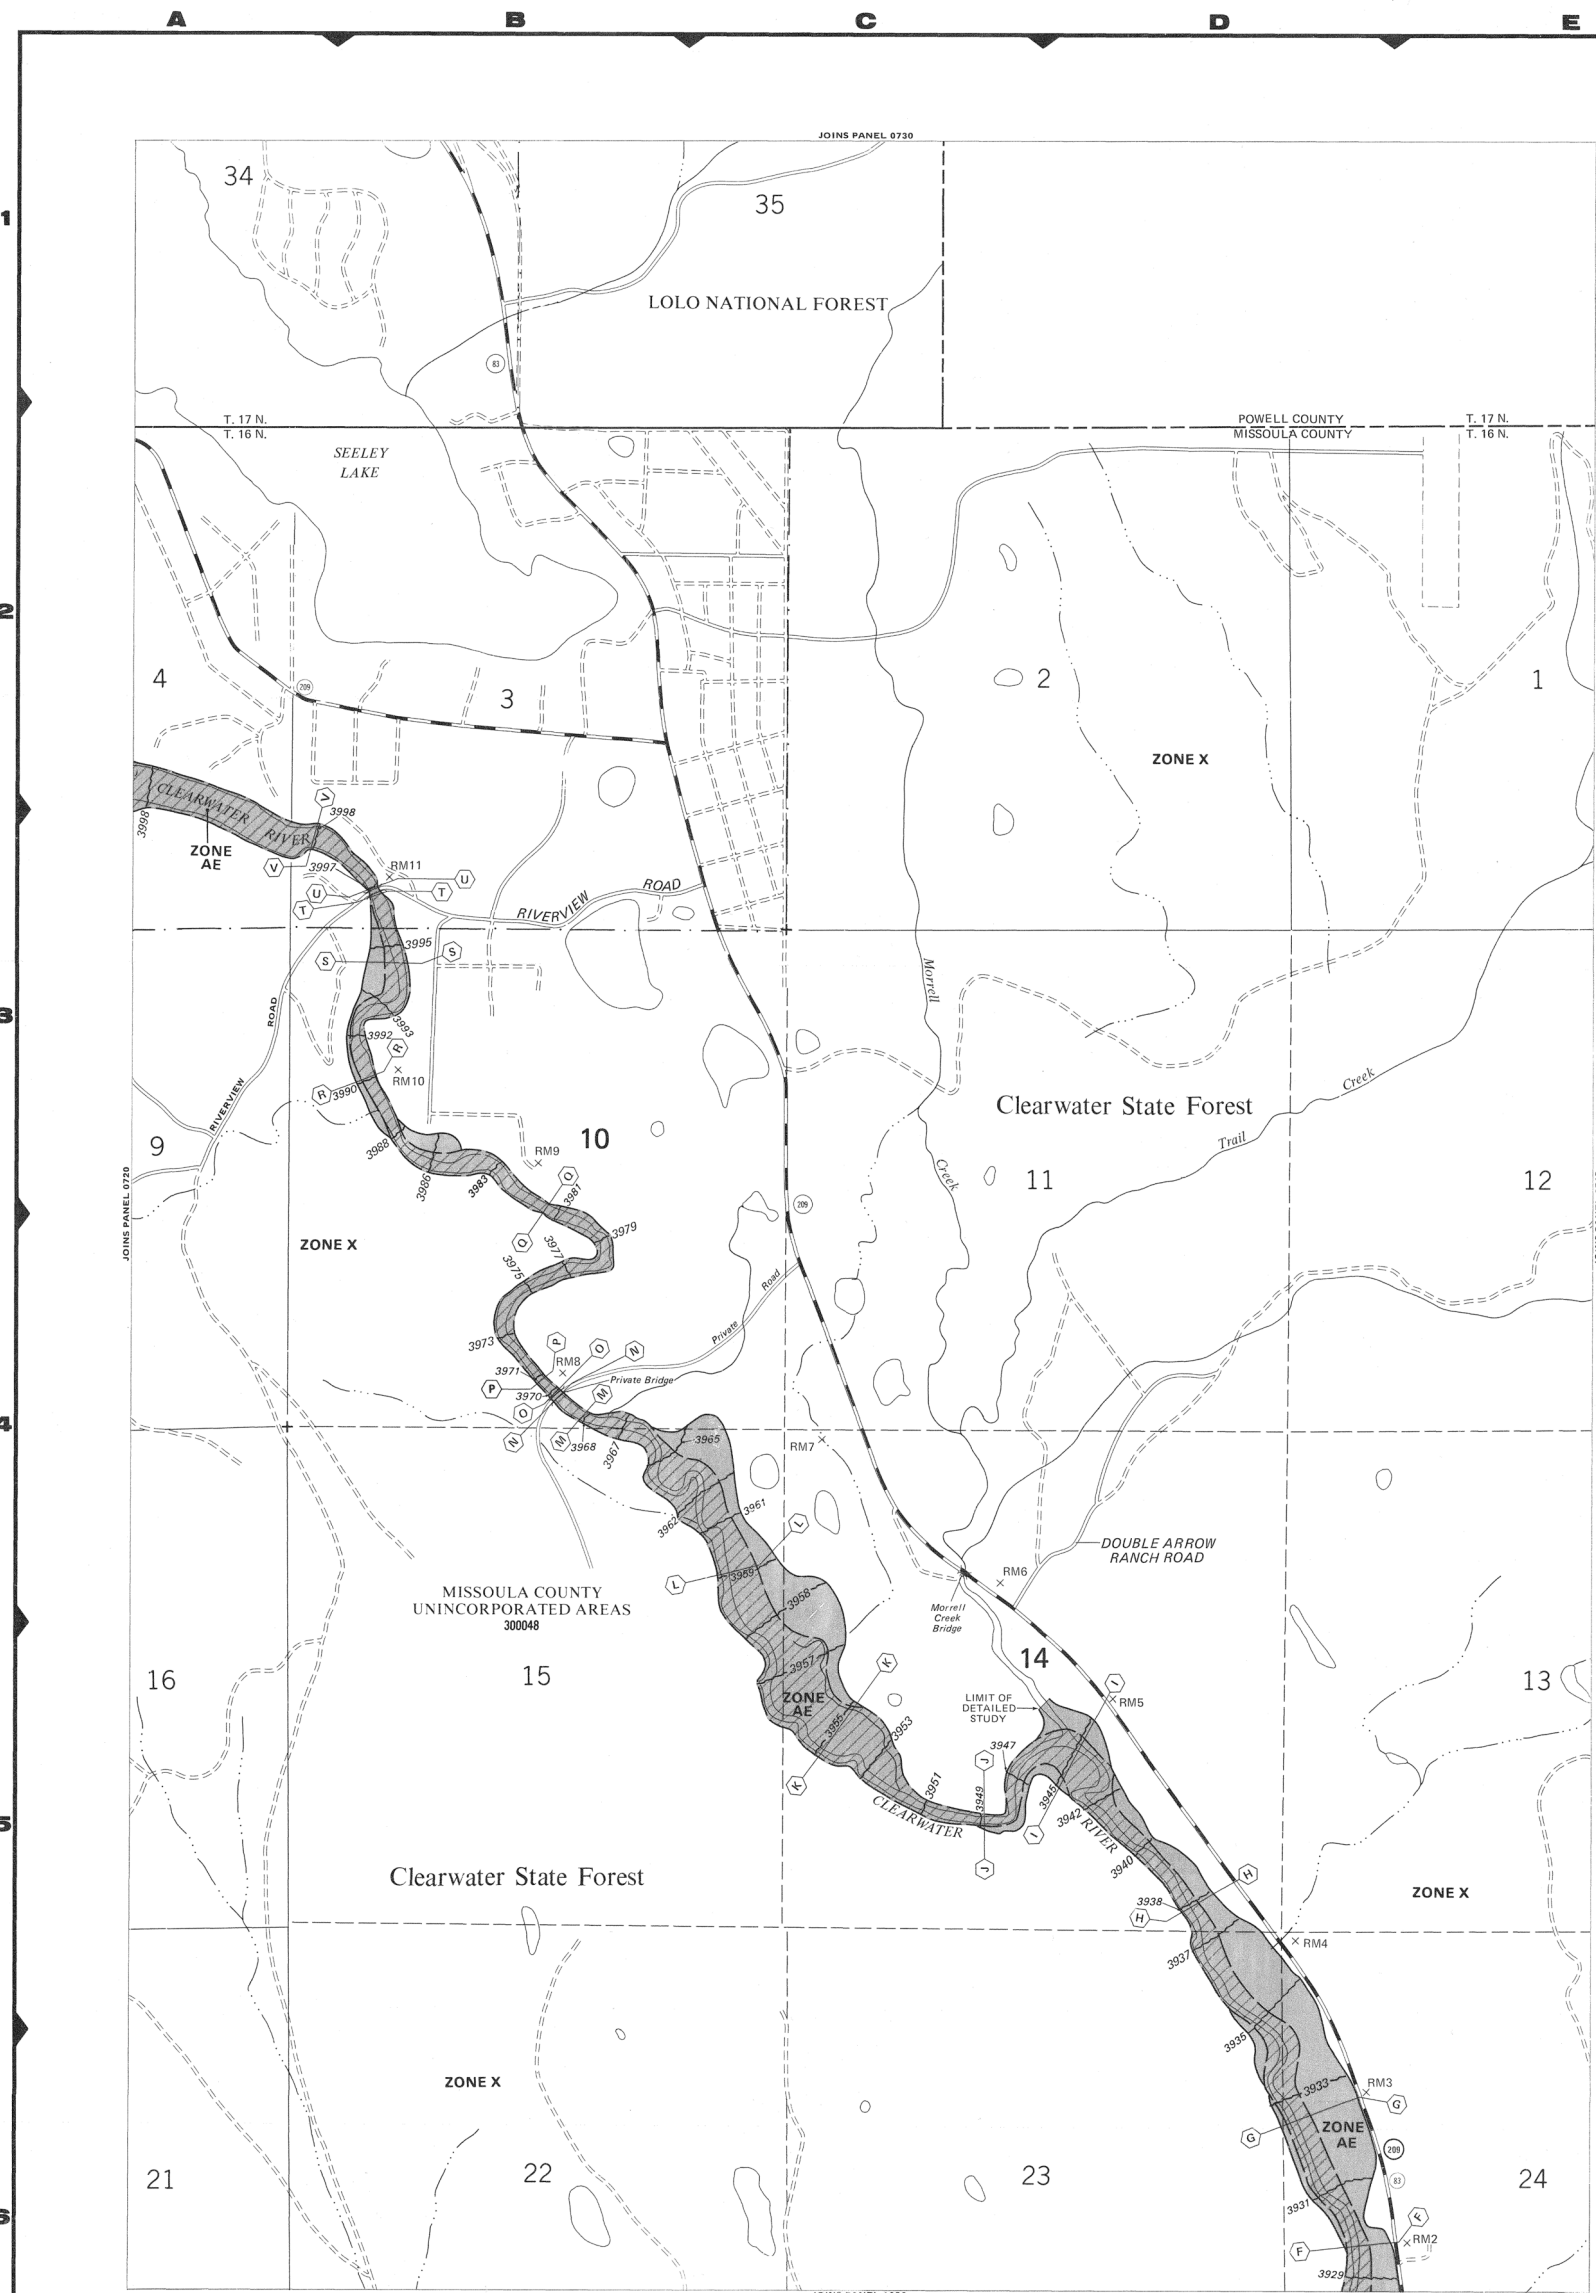 A B C D E
JOINS PANEL 0730
34
35
1
LOLO NATIONAL FOREST
83
T. 17 N.
T. 16 N.
POWELL COUNTY
MISSOULA COUNTY
T. 17 N.
T. 16 N.
SEELEY
LAKE
2
4
3
209
2
1
ZONE X
CLEARWATER RIVER
3998
V
3998
ZONE
AE
V
3997
RM11
U
U
T
T
RIVERVIEW ROAD
3995
S
S
Morrell
3
ROAD
3993
3992
R
RM10
R
3990
RIVERVIEW
Creek
Clearwater State Forest
Trail
9
10
3988
RM9
3986
3983
Q
3981
Creek
11
12
JOINS PANEL 0720
209
3979
Q
3977
ZONE X
3975
Road
Private
3973
P
O
N
RM8
3971
Private Bridge
P
3970
M
O
4
N
M
3968
3967
3965
RM7
3961
3962
L
DOUBLE ARROW
RANCH ROAD
RM6
3959
L
3958
MISSOULA COUNTY
UNINCORPORATED AREAS
300048
Morrell
Creek
Bridge
14
16
15
3957
K
13
ZONE
AE
LIMIT OF
DETAILED
STUDY
I
RM5
3955
3953
3947
J
K
3951
3949
3945
3942
CLEARWATER
RIVER
I
5
J
3940
Clearwater State Forest
H
3938
H
ZONE X
RM4
3937
3935
ZONE X
3933
RM3
G
G
ZONE
AE
209
83
21
22
23
24
3931
F
6
F
RM2
3929